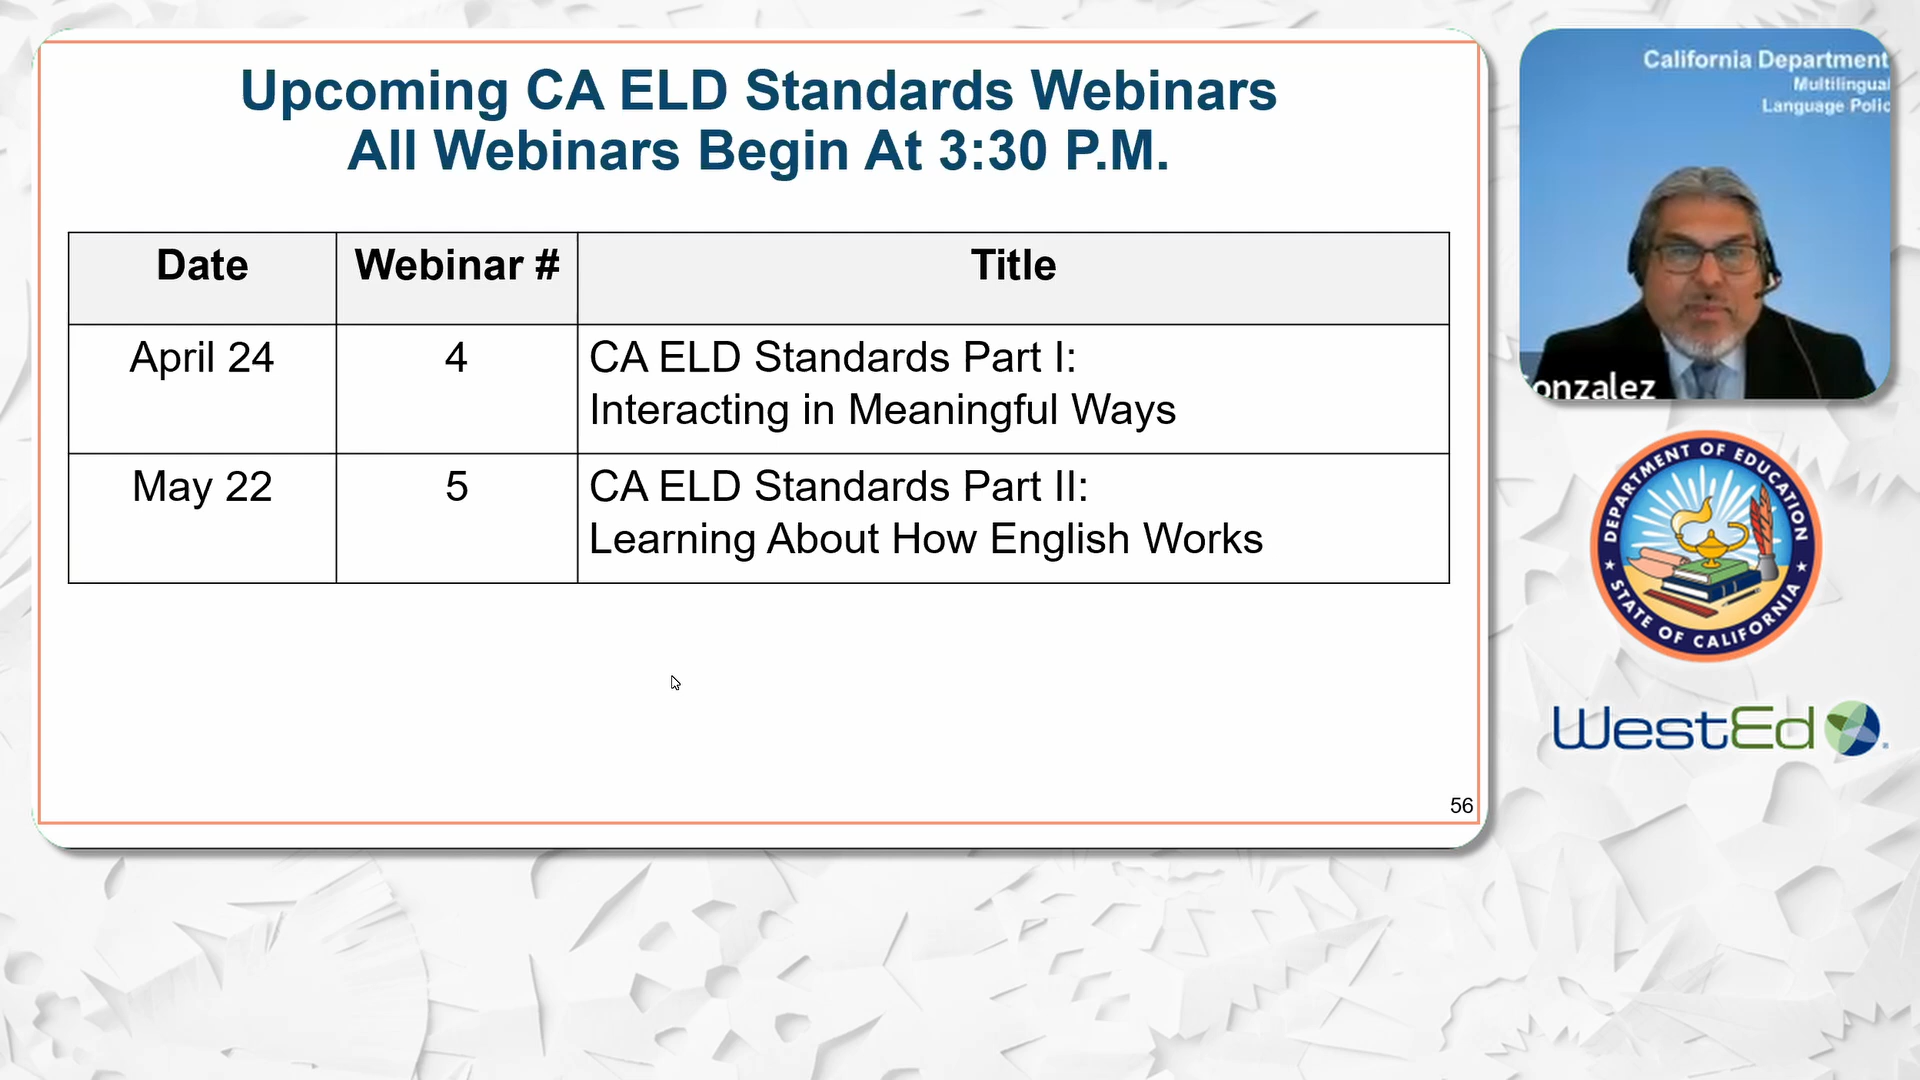 Upcoming CA ELD Standards Webinars
All Webinars Begin At 3:30 P.M.
Date
Webinar #
Title
April 24
4
CA ELD Standards Part I:
Interacting in Meaningful Ways
May 22
5
CA ELD Standards Part II:
Learning About How English Works
56
California Department
Multilingual
Language Polic
onzalez
DEPARTMENT OF EDUCATION
STATE OF CALIFORNIA
WestEd